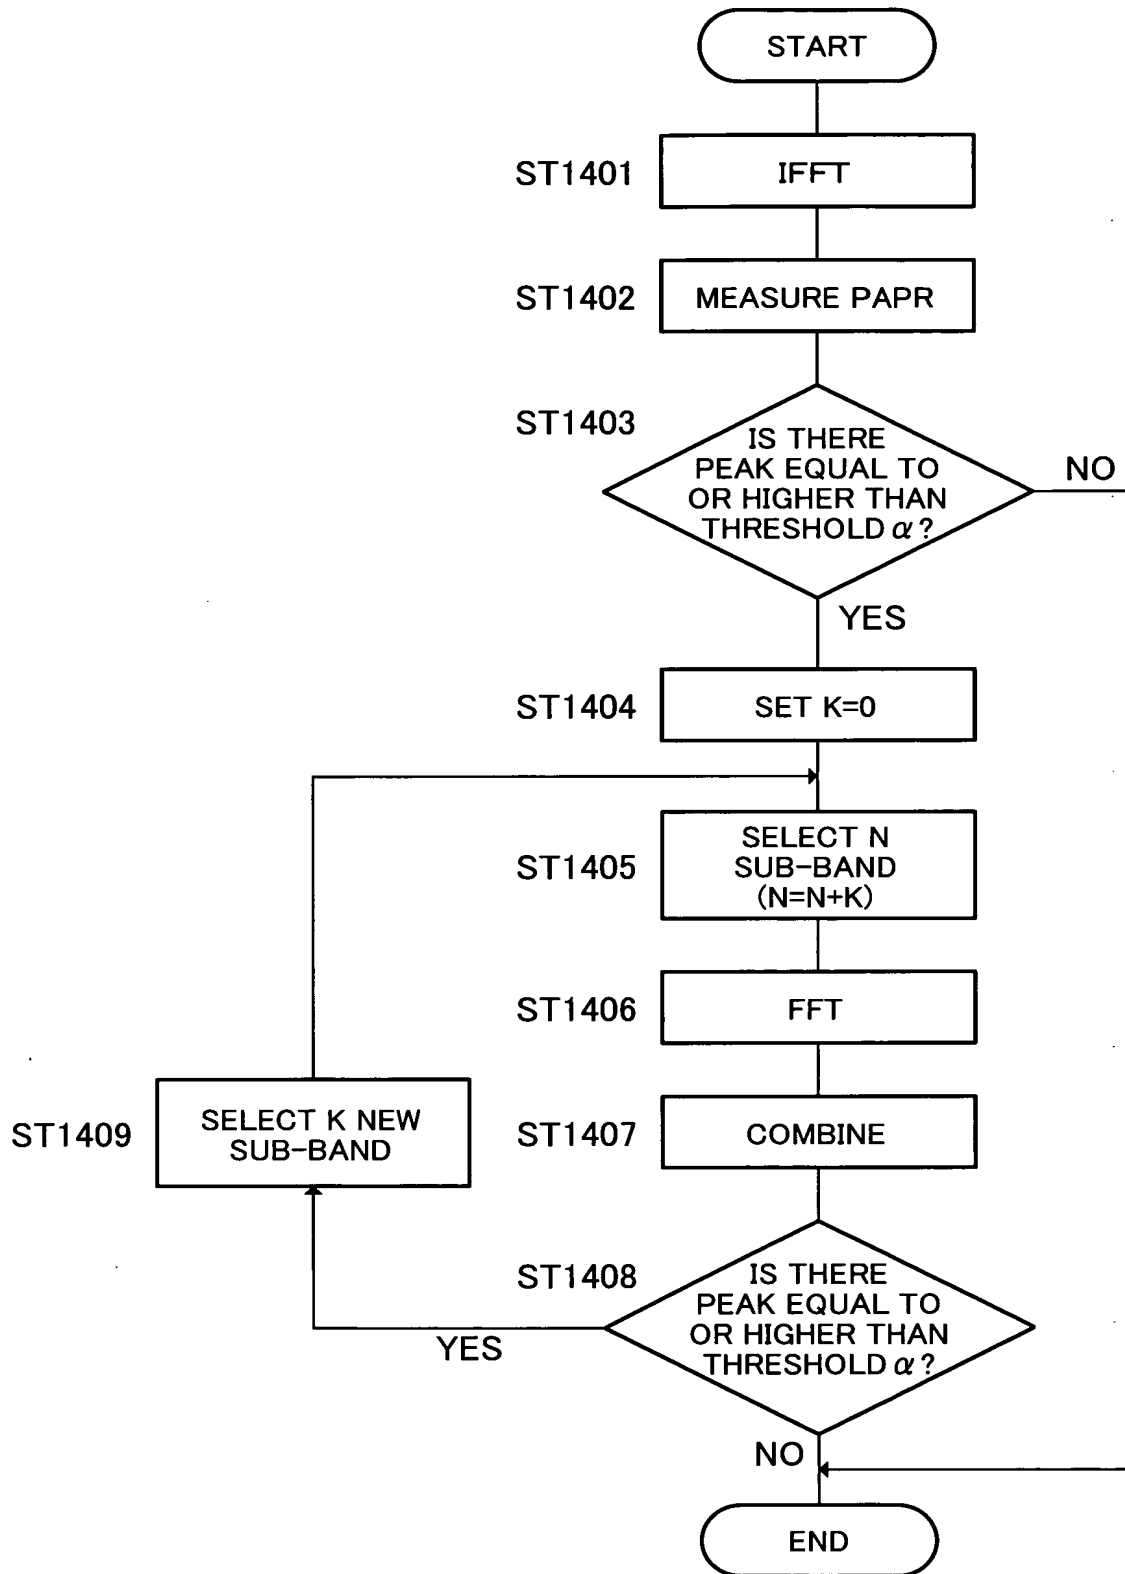 START
ST1401
IFFT
ST1402
MEASURE PAPR
ST1403
IS THERE
PEAK EQUAL TO
OR HIGHER THAN
THRESHOLD α?
NO
YES
ST1404
SET K=0
ST1405
SELECT N
SUB-BAND
(N=N+K)
ST1406
FFT
ST1409
SELECT K NEW
SUB-BAND
ST1407
COMBINE
ST1408
IS THERE
PEAK EQUAL TO
OR HIGHER THAN
THRESHOLD α?
YES
NO
END